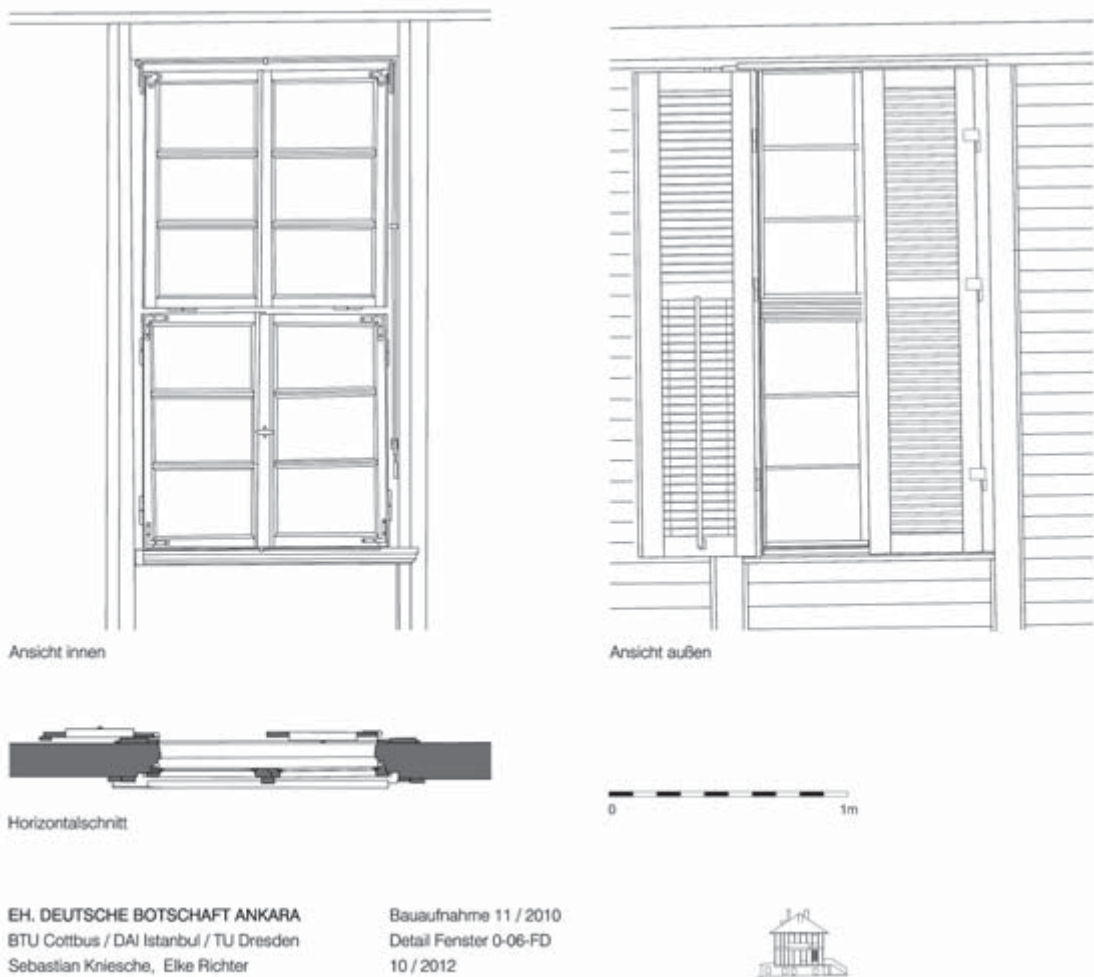 Ansicht innen
Ansicht außen
Horizontalschnitt
0 1m
EH. DEUTSCHE BOTSCHAFT ANKARA
BTU Cottbus / DAI Istanbul / TU Dresden
Sebastian Kniesche, Elke Richter
Bauaufnahme 11 / 2010
Detail Fenster 0-06-FD
10 / 2012